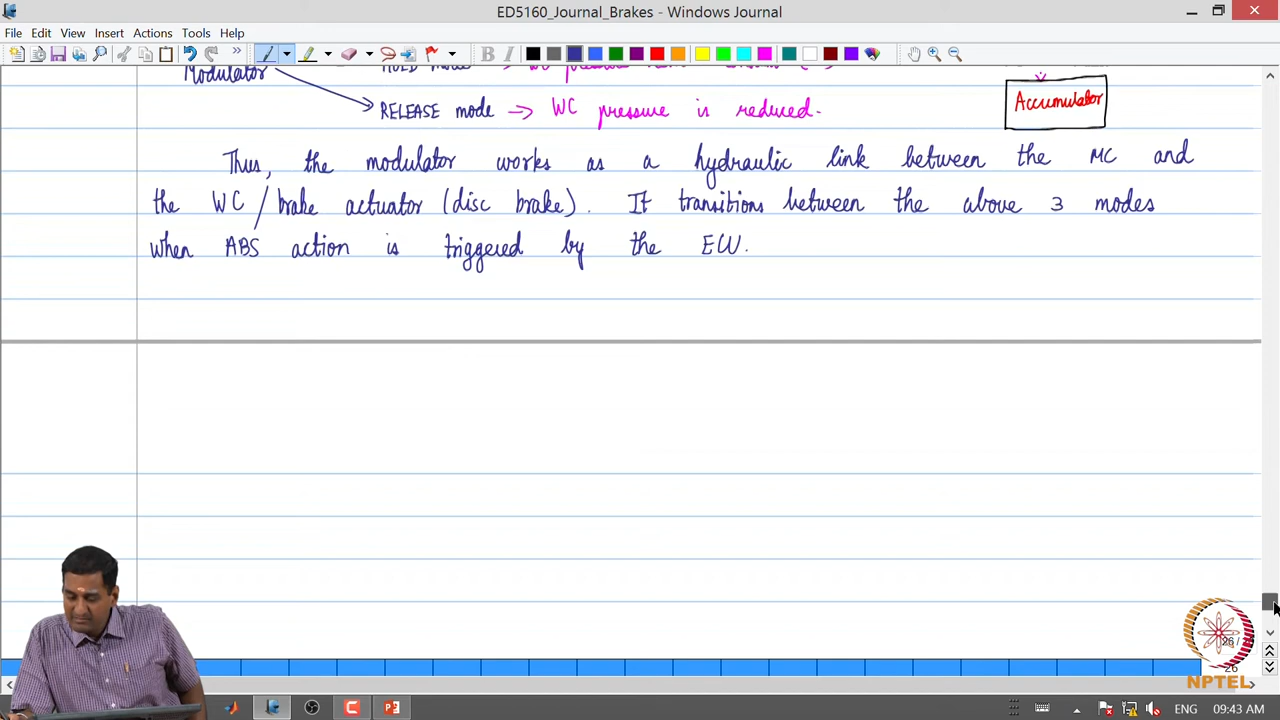 ED5160_Journal_Brakes - Windows Journal
File Edit View Insert Actions Tools Help
Modulator
RELEASE mode → WC pressure is reduced.
Accumulator
Thus, the modulator works as a hydraulic link between the MC and
the WC / brake actuator (disc brake). It transitions between the above 3 modes
when ABS action is triggered by the ECU.
26 /
26
NPTEL
ENG 09:43 AM